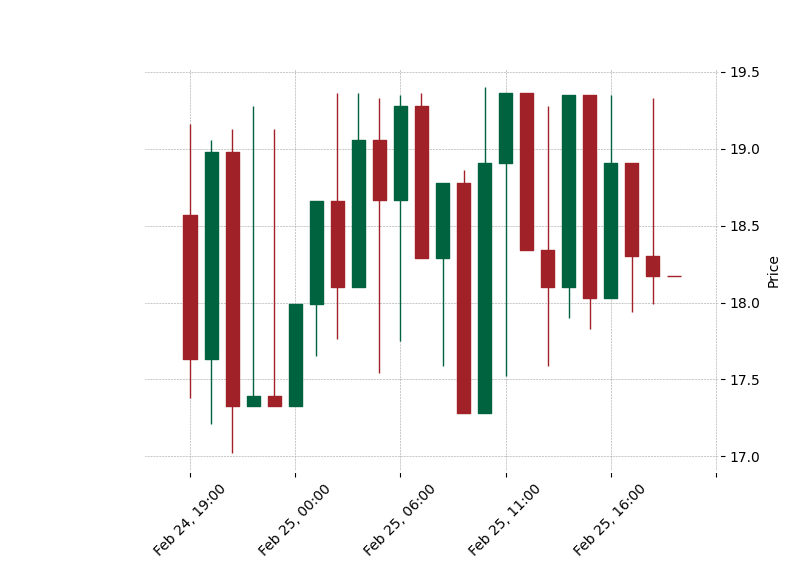 19.5
19.0
18.5
18.0
17.5
17.0
Price
Feb 24, 19:00
Feb 25, 00:00
Feb 25, 06:00
Feb 25, 11:00
Feb 25, 16:00